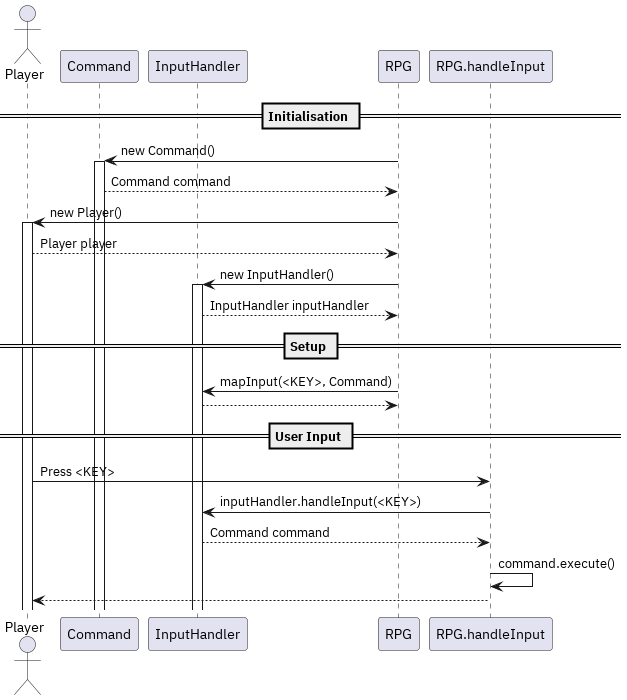 Player
Command
InputHandler
RPG
RPG.handleInput
Initialisation
new Command()
Command command
new Player()
Player player
new InputHandler()
InputHandler inputHandler
Setup
mapInput(<KEY>, Command)
User Input
Press <KEY>
inputHandler.handleInput(<KEY>)
Command command
command.execute()
Player
Command
InputHandler
RPG
RPG.handleInput